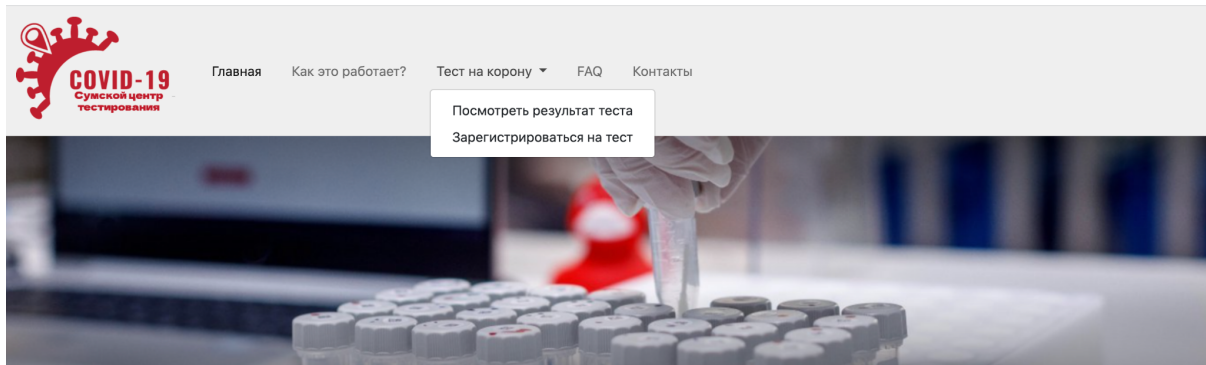 COVID-19
Сумской центр
тестирования
Главная Как это работает? Тест на корону FAQ Контакты
Посмотреть результат теста
Зарегистрироваться на тест